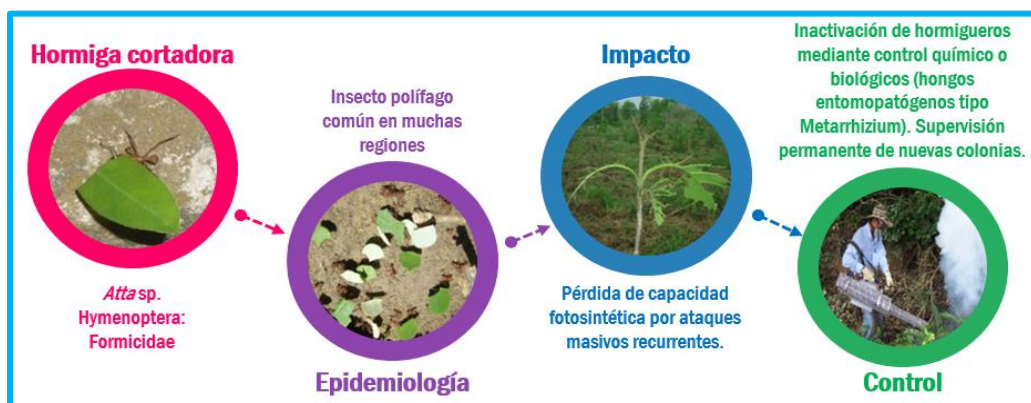 Hormiga cortadora
Atta sp.
Hymenoptera:
Formicidae
Insecto polífago
común en muchas
regiones
Epidemiología
Impacto
Pérdida de capacidad
fotosintética por ataques
masivos recurrentes.
Inactivación de hormigueros
mediante control químico o
biológicos (hongos
entomopatógenos tipo
Metarrhizium). Supervisión
permanente de nuevas colonias.
Control